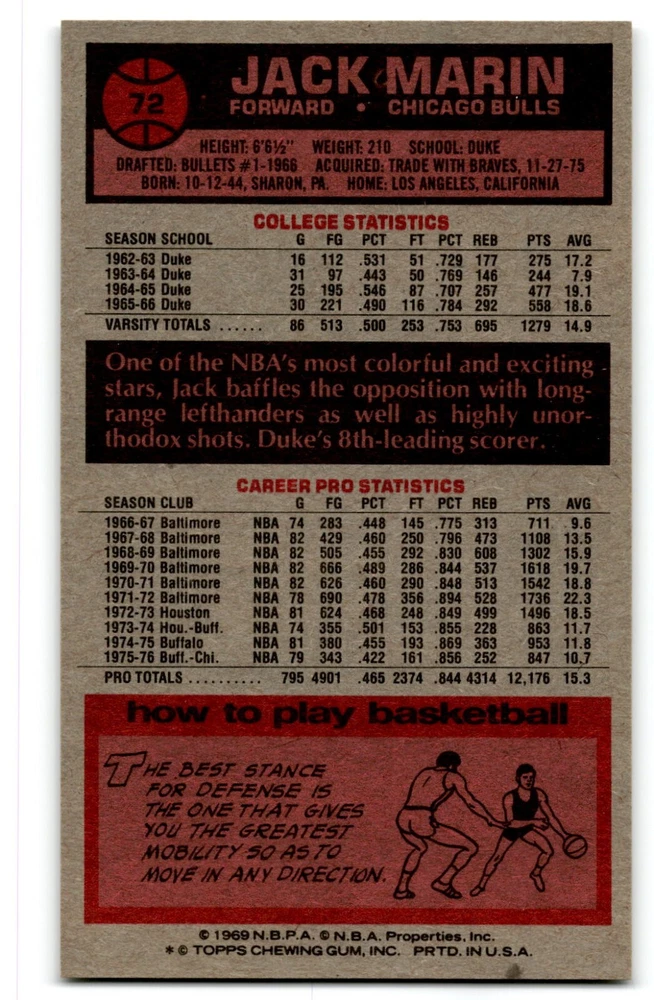 72
JACK MARIN
FORWARD • CHICAGO BULLS
HEIGHT: 6'6½" WEIGHT: 210 SCHOOL: DUKE
DRAFTED: BULLETS #1-1966 ACQUIRED: TRADE WITH BRAVES, 11-27-75
BORN: 10-12-44, SHARON, PA. HOME: LOS ANGELES, CALIFORNIA
COLLEGE STATISTICS
SEASON SCHOOL G FG PCT FT PCT REB PTS AVG
1962-63 Duke 16 112 .531 51 .729 177 275 17.2
1963-64 Duke 31 97 .443 50 .769 146 244 7.9
1964-65 Duke 25 195 .546 87 .707 257 477 19.1
1965-66 Duke 30 221 .490 116 .784 292 558 18.6
VARSITY TOTALS ...... 86 513 .500 253 .753 695 1279 14.9
One of the NBA's most colorful and exciting
stars, Jack baffles the opposition with long-
range lefthanders as well as highly unor-
thodox shots. Duke's 8th-leading scorer.
CAREER PRO STATISTICS
SEASON CLUB G FG PCT FT PCT REB PTS AVG
1966-67 Baltimore NBA 74 283 .448 145 .775 313 711 9.6
1967-68 Baltimore NBA 82 429 .460 250 .796 473 1108 13.5
1968-69 Baltimore NBA 82 505 .455 292 .830 608 1302 15.9
1969-70 Baltimore NBA 82 666 .489 286 .844 537 1618 19.7
1970-71 Baltimore NBA 82 626 .460 290 .848 513 1542 18.8
1971-72 Baltimore NBA 78 690 .478 356 .894 528 1736 22.3
1972-73 Houston NBA 81 624 .468 248 .849 499 1496 18.5
1973-74 Hou.-Buff. NBA 74 355 .501 153 .855 228 863 11.7
1974-75 Buffalo NBA 81 380 .455 193 .869 363 953 11.8
1975-76 Buff.-Chi. NBA 79 343 .422 161 .856 252 847 10.7
PRO TOTALS .......... 795 4901 .465 2374 .844 4314 12,176 15.3
how to play basketball
THE BEST STANCE
FOR DEFENSE IS
THE ONE THAT GIVES
YOU THE GREATEST
MOBILITY SO AS TO
MOVE IN ANY DIRECTION.
© 1969 N.B.P.A. © N.B.A. Properties, Inc.
* © TOPPS CHEWING GUM, INC. PRTD. IN U.S.A.